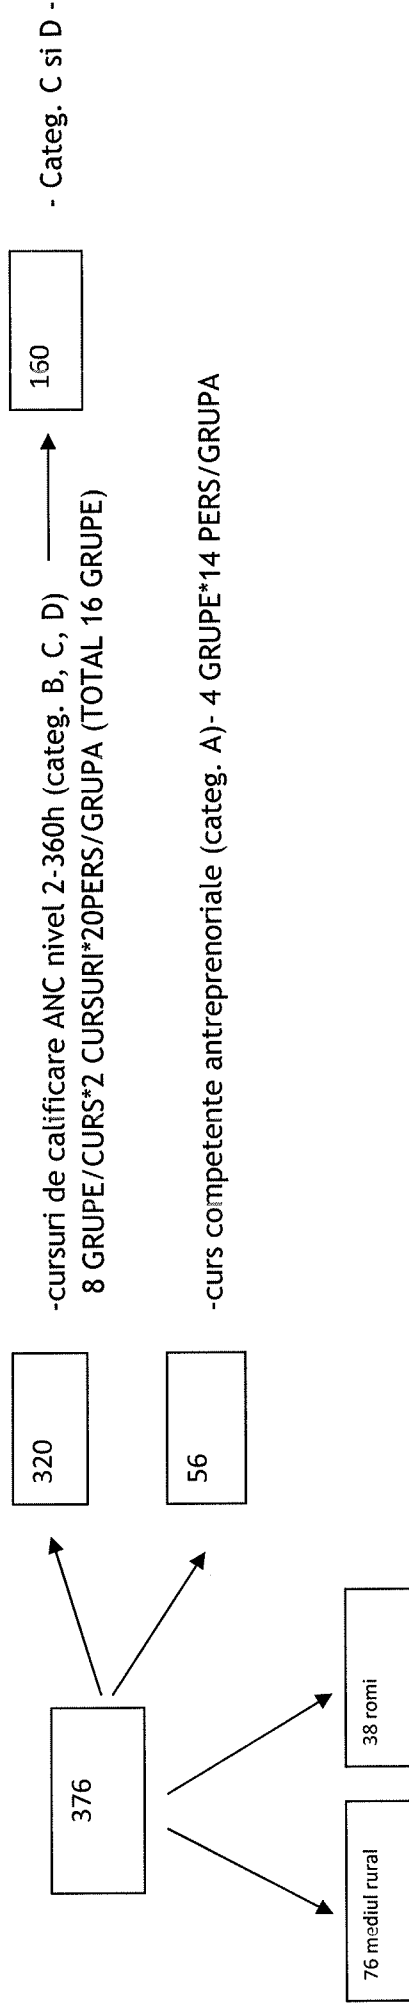 376
320
-cursuri de calificare ANC nivel 2-360h (categ. B, C, D)
8 GRUPE/CURS*2 CURSURI*20PERS/GRUPA (TOTAL 16 GRUPE)
160
- Categ. C si D -
56
-curs competente antreprenoriale (categ. A)- 4 GRUPE*14 PERS/GRUPA
76 mediul rural
38 romi